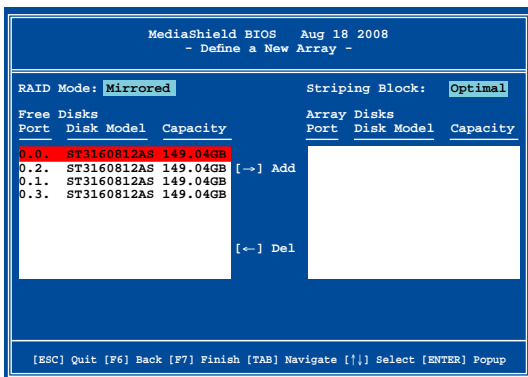 MediaShield BIOS Aug 18 2008
- Define a New Array -
RAID Mode: Mirrored Striping Block: Optimal
Free Disks Array Disks
Port Disk Model Capacity Port Disk Model Capacity
0.0. ST3160812AS 149.04GB
0.2. ST3160812AS 149.04GB [→] Add
0.1. ST3160812AS 149.04GB
0.3. ST3160812AS 149.04GB
[←] Del
[ESC] Quit [F6] Back [F7] Finish [TAB] Navigate [↑↓] Select [ENTER] Popup